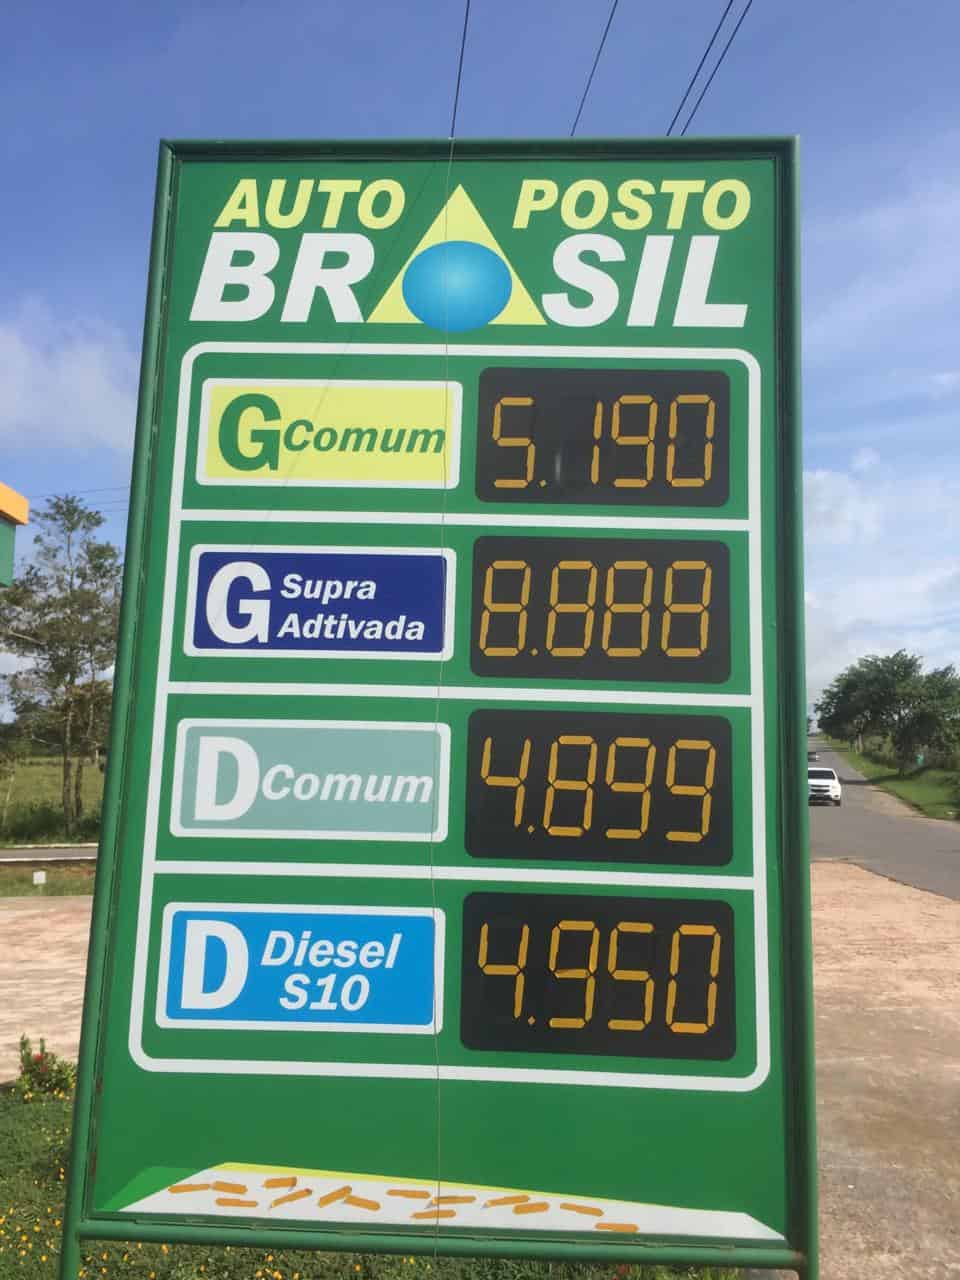 AUTO POSTO
BRASIL
G Comum 5.190
G Supra Adtivada 8.888
D Comum 4.899
D Diesel S10 4.950